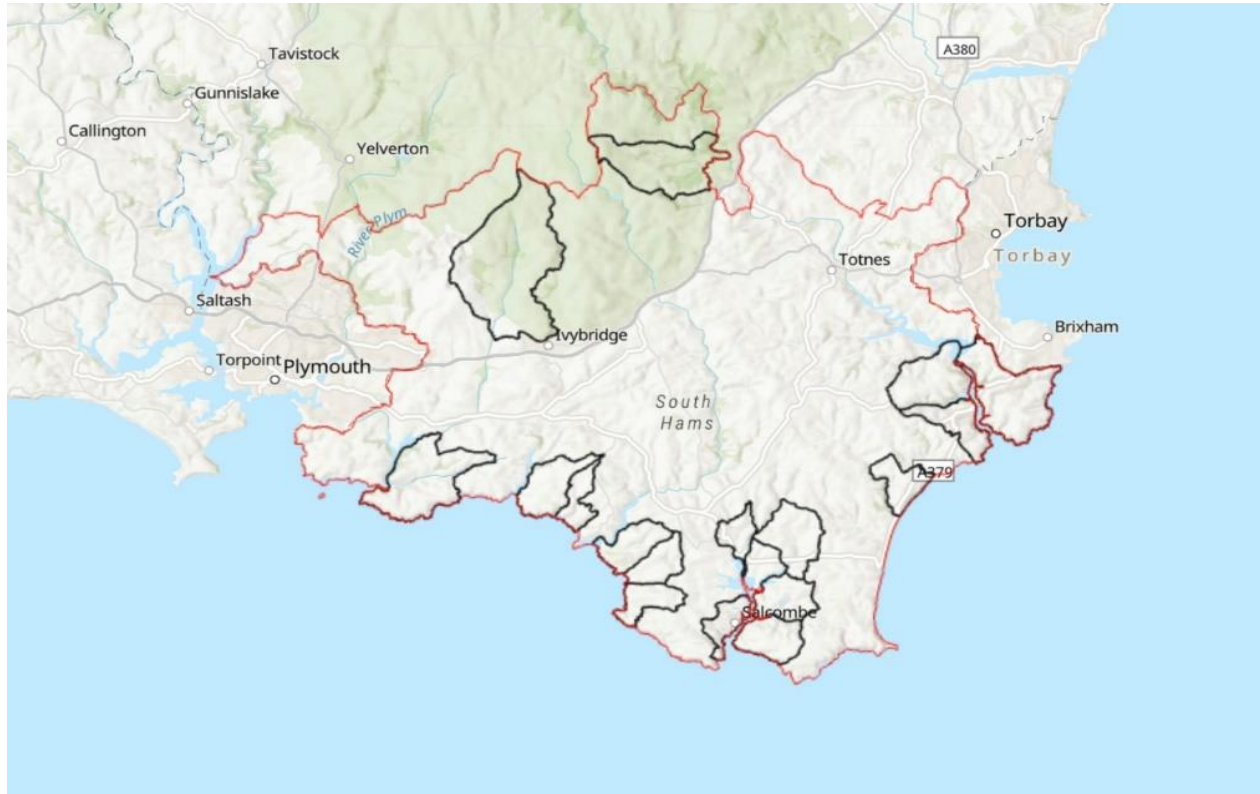 A380
Tavistock
Gunnislake
Callington
Yelverton
River Plym
Torbay
Torbay
Totnes
Saltash
Brixham
Ivybridge
Torpoint
Plymouth
South
Hams
A379
Salcombe